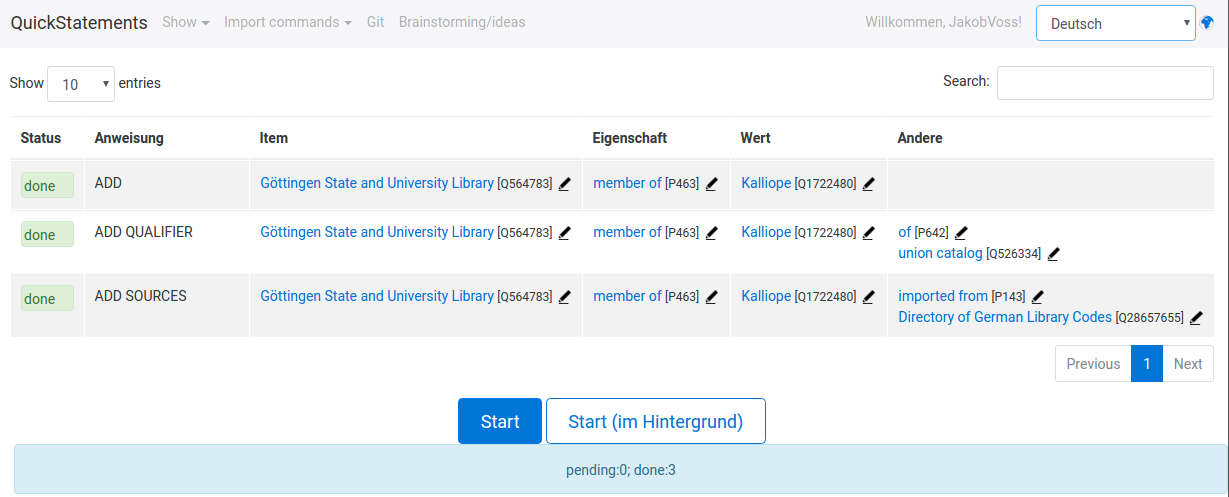 QuickStatements Show Import commands Git Brainstorming/ideas Willkommen, JakobVoss! Deutsch
Show 10 entries Search:
Status Anweisung Item Eigenschaft Wert Andere
done ADD Göttingen State and University Library [Q564783] member of [P463] Kalliope [Q1722480]
done ADD QUALIFIER Göttingen State and University Library [Q564783] member of [P463] Kalliope [Q1722480] of [P642]
union catalog [Q526334]
done ADD SOURCES Göttingen State and University Library [Q564783] member of [P463] Kalliope [Q1722480] imported from [P143]
Directory of German Library Codes [Q28657655]
Previous 1 Next
Start Start (im Hintergrund)
pending:0; done:3